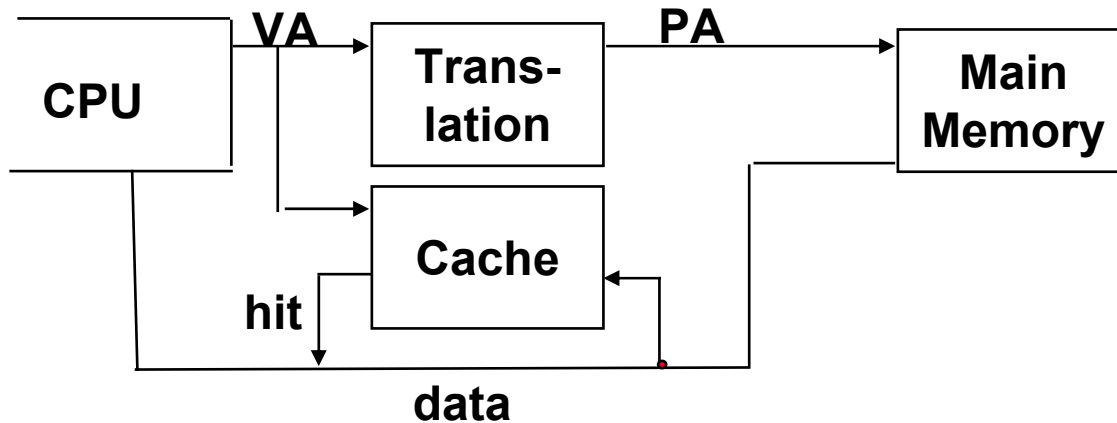 VA
PA
CPU
Trans-
lation
Main
Memory
Cache
hit
data